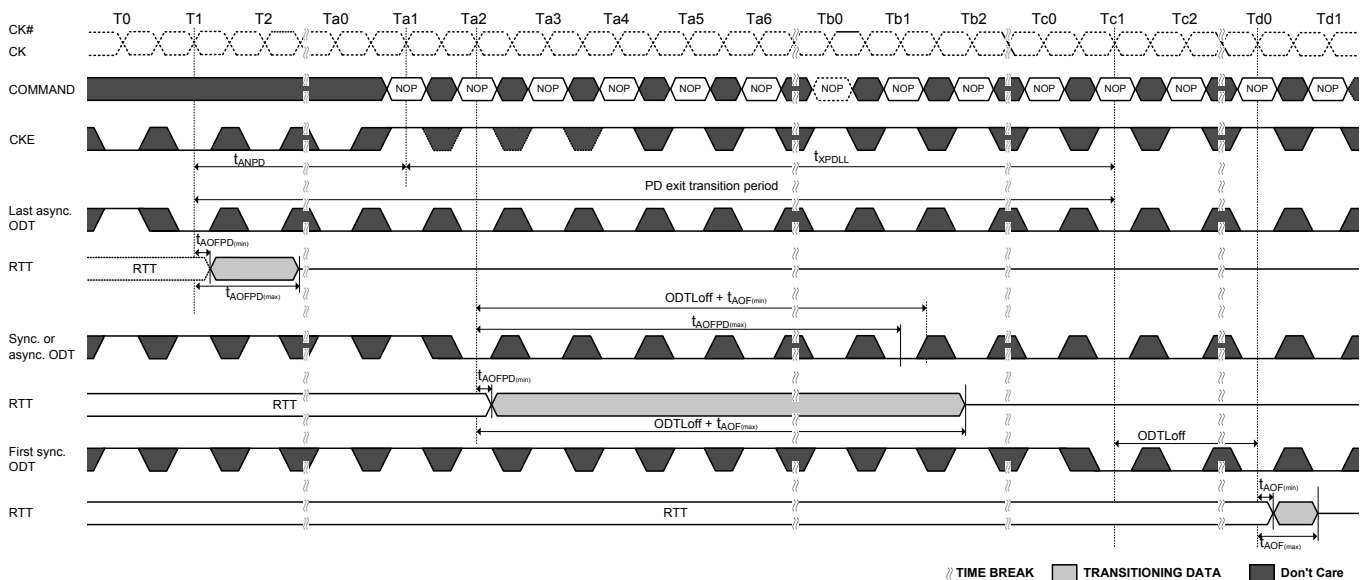 T0 T1 T2 Ta0 Ta1 Ta2 Ta3 Ta4 Ta5 Ta6 Tb0 Tb1 Tb2 Tc0 Tc1 Tc2 Td0 Td1
CK#
CK
COMMAND NOP NOP NOP NOP NOP NOP NOP NOP NOP NOP NOP NOP NOP NOP
CKE
tANPD tXPDLL
PD exit transition period
Last async.
ODT
tAOFPD(min)
RTT RTT
tAOFPD(max)
ODTLoff + tAOF(min)
tAOFPD(max)
Sync. or
async. ODT
tAOFPD(min)
RTT RTT
ODTLoff + tAOF(max)
First sync.
ODT
ODTLoff
tAOF(min)
RTT RTT
tAOF(max)
TIME BREAK TRANSITIONING DATA Don't Care